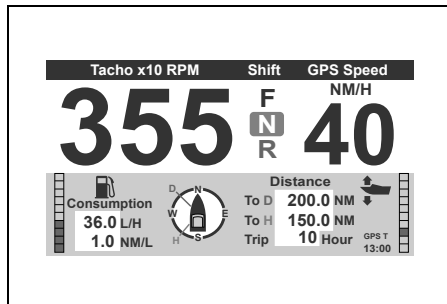 Tacho x10 RPM Shift GPS Speed
355 F N R NM/H 40
Consumption
36.0 L/H
1.0 NM/L
D N
W E
H S
Distance
To D 200.0 NM
To H 150.0 NM
Trip 10 Hour
GPS T
13:00